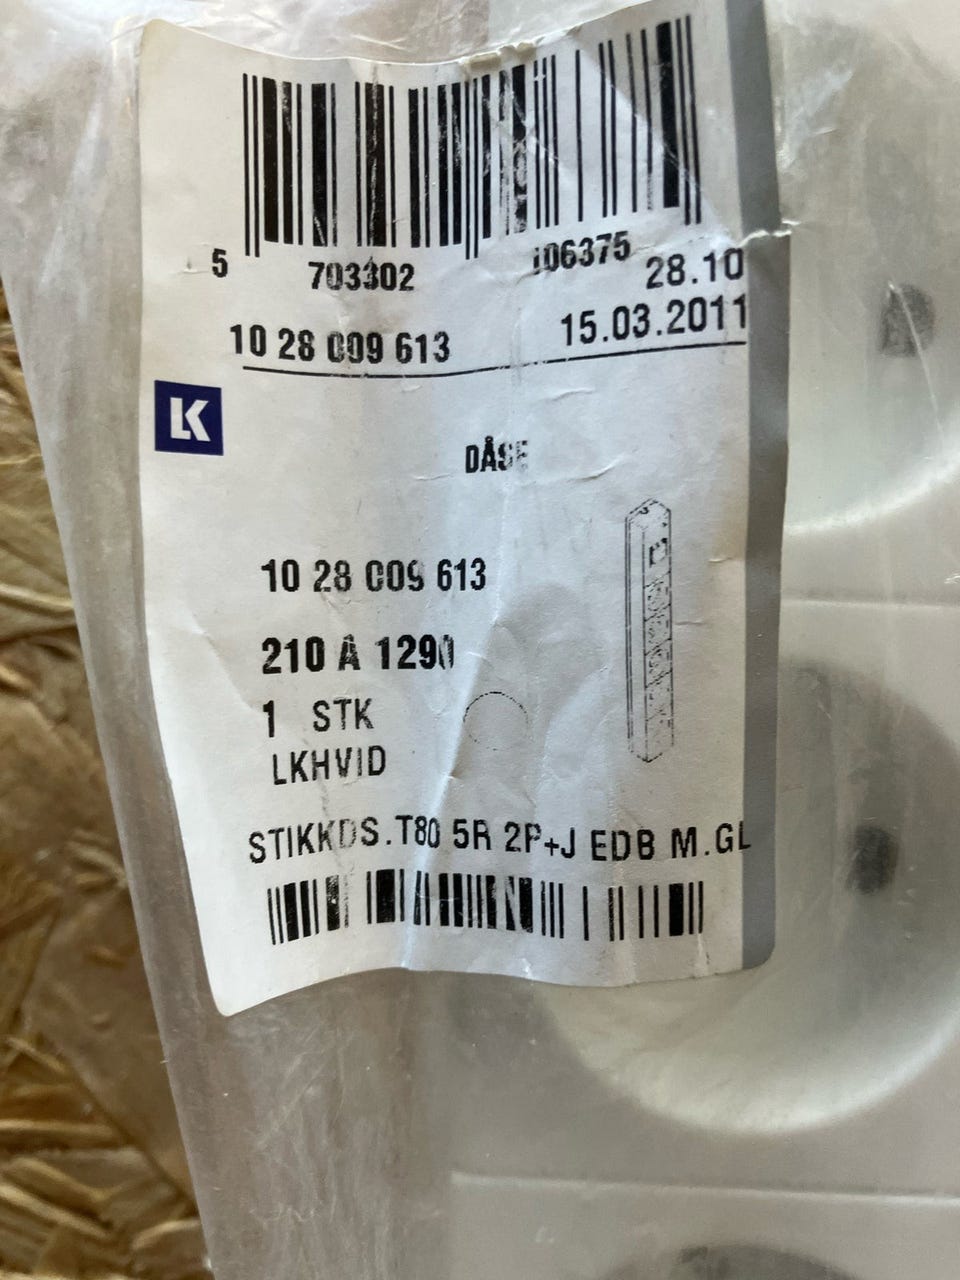 5 703302 106375
28.10
10 28 009 613 15.03.2011
LK
DÅSE
10 28 009 613
210 A 1290
1 STK
LKHVID
STIKKDS.T80 5R 2P+J EDB M.GL